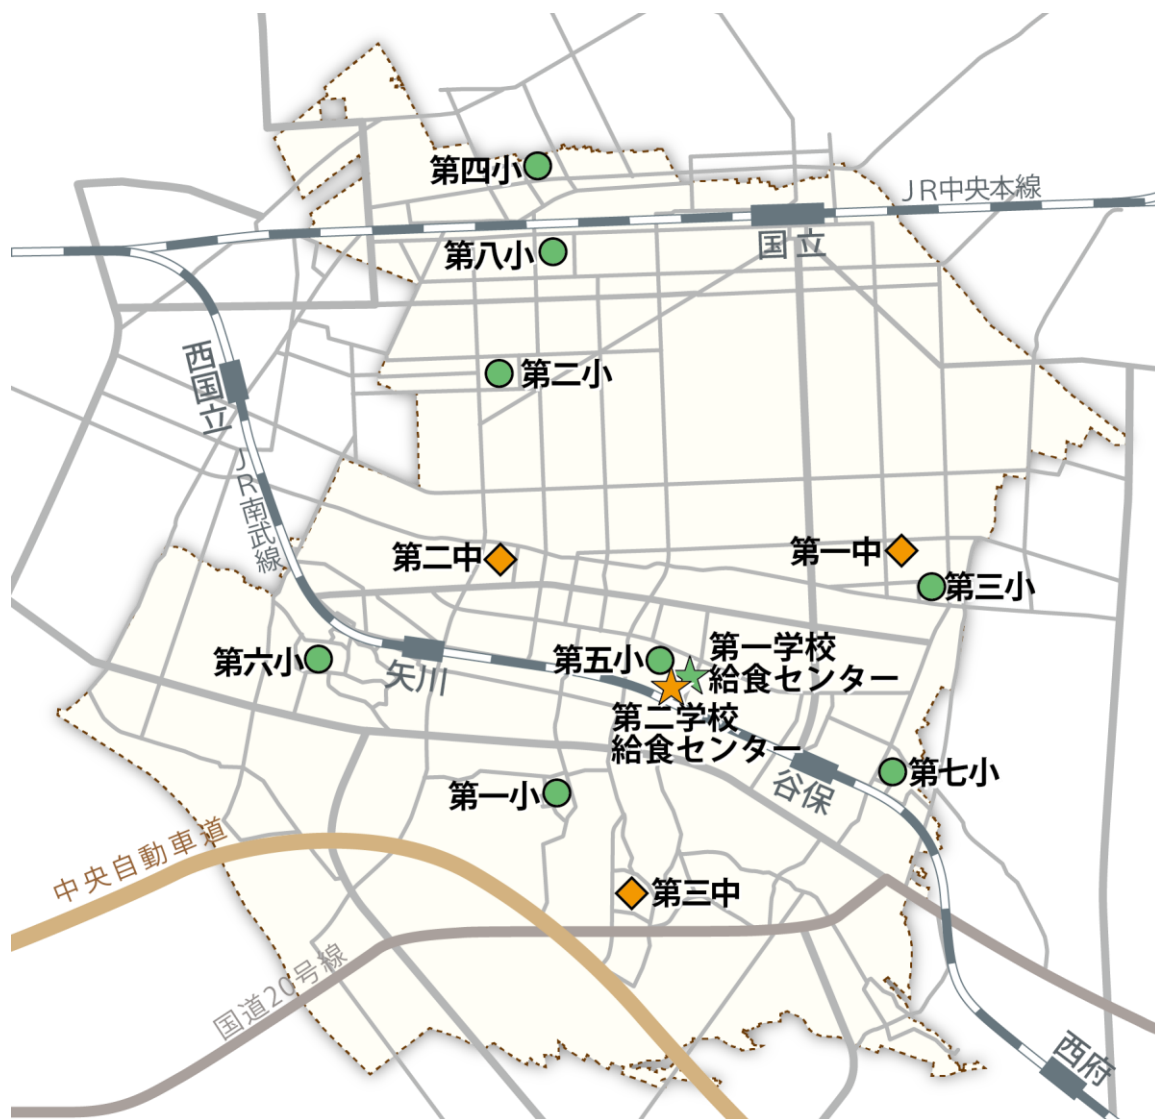 第四小
JR中央本線
国立
第八小
西国立
第二小
JR南武線
第二中
第一中
第三小
第六小
矢川
第五小
第一学校
給食センター
第二学校
給食センター
谷保
第七小
第一小
中央自動車道
第三中
国道20号線
西府